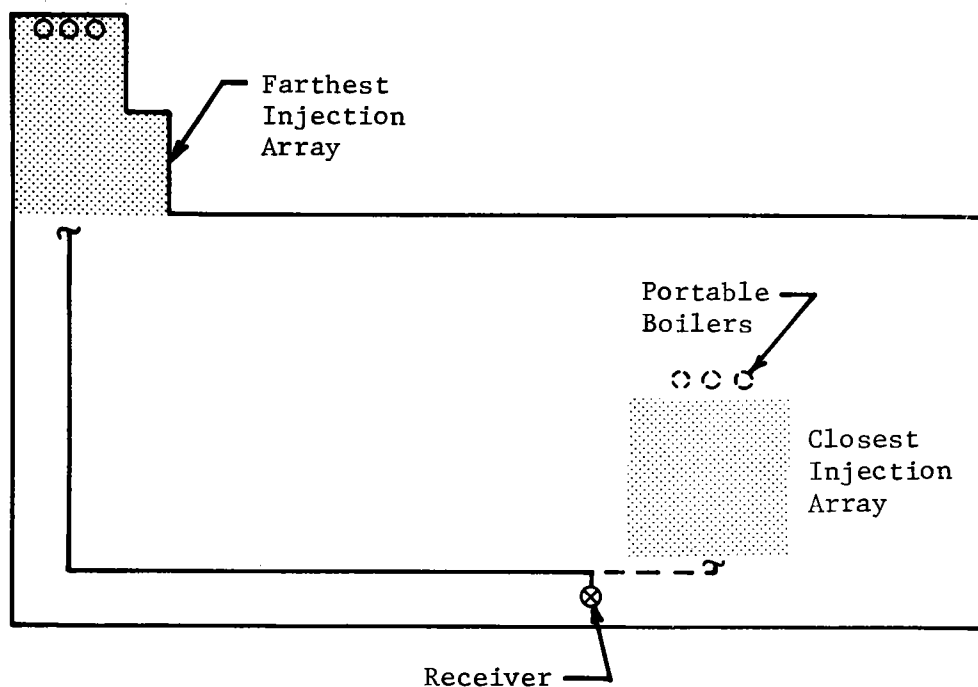 Farthest
Injection
Array
Portable
Boilers
Closest
Injection
Array
Receiver